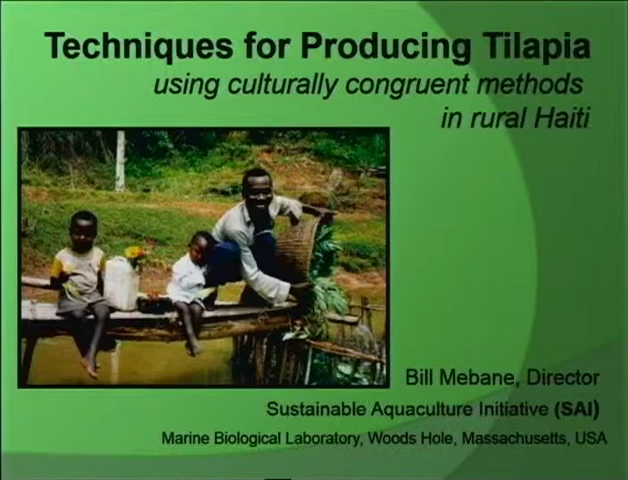 Techniques for Producing Tilapia
using culturally congruent methods
in rural Haiti
Bill Mebane, Director
Sustainable Aquaculture Initiative (SAI)
Marine Biological Laboratory, Woods Hole, Massachusetts, USA